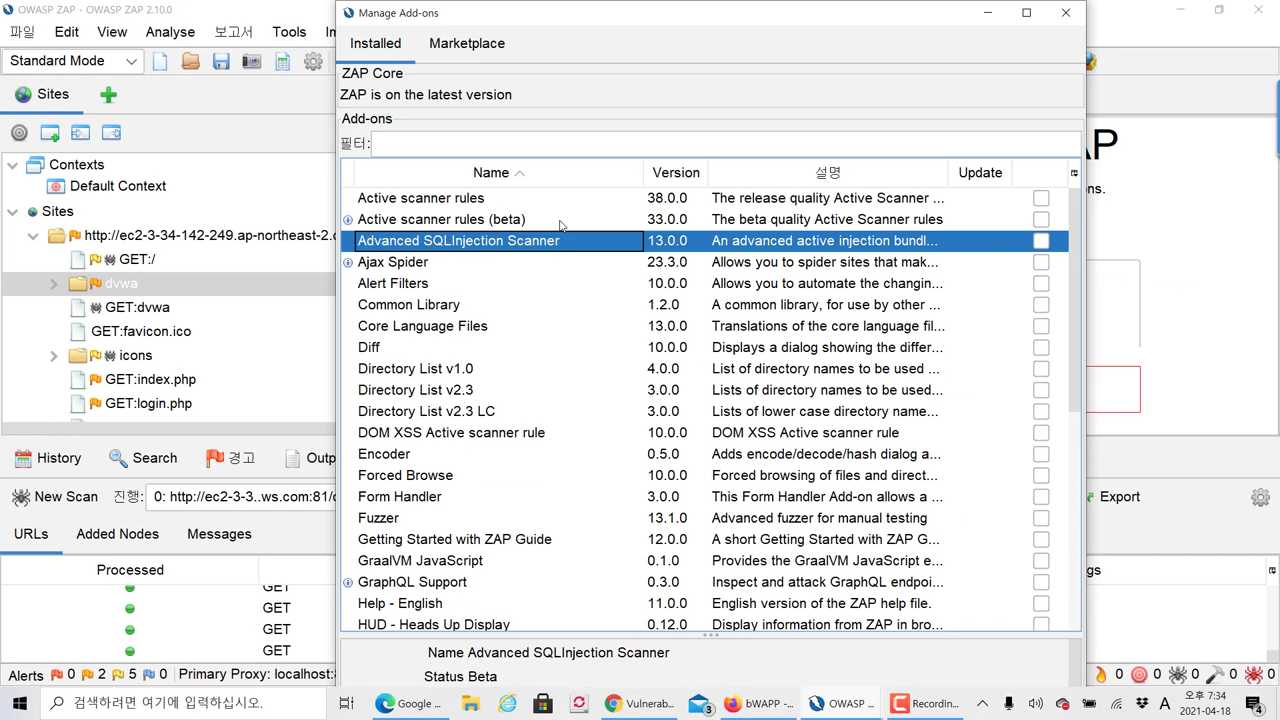 OWASP ZAP - OWASP ZAP 2.10.0
파일 Edit View Analyse 보고서 Tools
Standard Mode
Sites
Contexts
Default Context
Sites
http://ec2-3-34-142-249.ap-northeast-2.
GET:/
dvwa
GET:dvwa
GET:favicon.ico
icons
GET:index.php
GET:login.php
History Search 경고 Outp
New Scan 진행: 0: http://ec2-3-3..ws.com:81/
URLs Added Nodes Messages
Processed
GET
GET
GET
GET
Alerts 0 2 5 0 Primary Proxy: localhost:
Manage Add-ons
Installed Marketplace
ZAP Core
ZAP is on the latest version
Add-ons
필터:
Name Version 설명 Update
Active scanner rules 38.0.0 The release quality Active Scanner ...
Active scanner rules (beta) 33.0.0 The beta quality Active Scanner rules
Advanced SQLInjection Scanner 13.0.0 An advanced active injection bundl...
Ajax Spider 23.3.0 Allows you to spider sites that mak...
Alert Filters 10.0.0 Allows you to automate the changin...
Common Library 1.2.0 A common library, for use by other ...
Core Language Files 13.0.0 Translations of the core language fil...
Diff 10.0.0 Displays a dialog showing the differ...
Directory List v1.0 4.0.0 List of directory names to be used ...
Directory List v2.3 3.0.0 Lists of directory names to be used...
Directory List v2.3 LC 3.0.0 Lists of lower case directory name...
DOM XSS Active scanner rule 10.0.0 DOM XSS Active scanner rule
Encoder 0.5.0 Adds encode/decode/hash dialog a...
Forced Browse 10.0.0 Forced browsing of files and direct...
Form Handler 3.0.0 This Form Handler Add-on allows a ...
Fuzzer 13.1.0 Advanced fuzzer for manual testing
Getting Started with ZAP Guide 12.0.0 A short Getting Started with ZAP G...
GraalVM JavaScript 0.1.0 Provides the GraalVM JavaScript e...
GraphQL Support 0.3.0 Inspect and attack GraphQL endpoi...
Help - English 11.0.0 English version of the ZAP help file.
HUD - Heads Up Display 0.12.0 Display information from ZAP in bro...
Name Advanced SQLInjection Scanner
Status Beta
AP
ns.
Export
gs
0 0 0 0 0
검색하려면 여기에 입력하십시오.
Google ...
Vulnerab...
3
bWAPP -...
OWASP ...
Recordin...
A
오후 7:34
2021-04-18
4